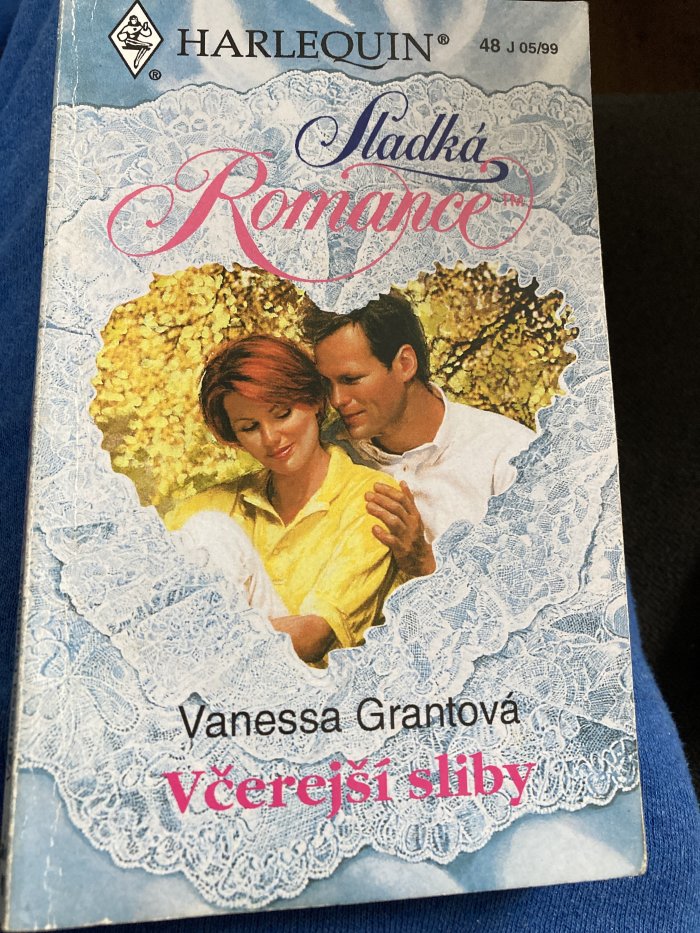 HARLEQUIN®
48 J 05/99
®
Sladká
Romance™
Vanessa Grantová
Včerejší sliby